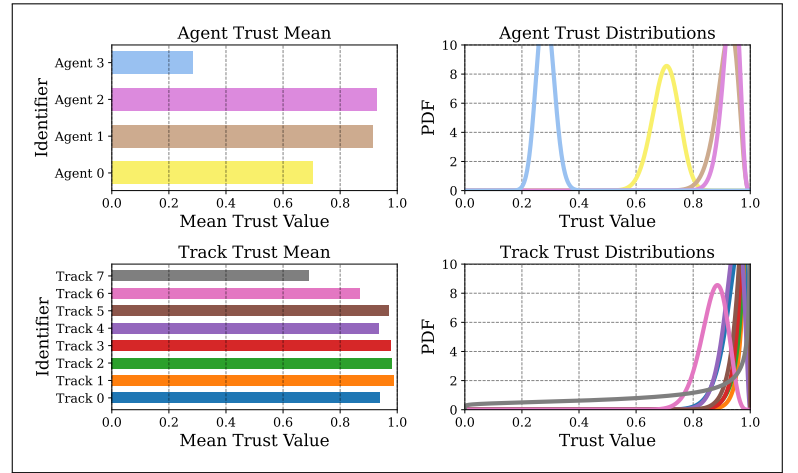 Agent Trust Mean
Identifier
Agent 3
Agent 2
Agent 1
Agent 0
0.0 0.2 0.4 0.6 0.8 1.0
Mean Trust Value
Agent Trust Distributions
PDF
10
8
6
4
2
0
0.0 0.2 0.4 0.6 0.8 1.0
Trust Value
Track Trust Mean
Identifier
Track 7
Track 6
Track 5
Track 4
Track 3
Track 2
Track 1
Track 0
0.0 0.2 0.4 0.6 0.8 1.0
Mean Trust Value
Track Trust Distributions
PDF
10
8
6
4
2
0
0.0 0.2 0.4 0.6 0.8 1.0
Trust Value